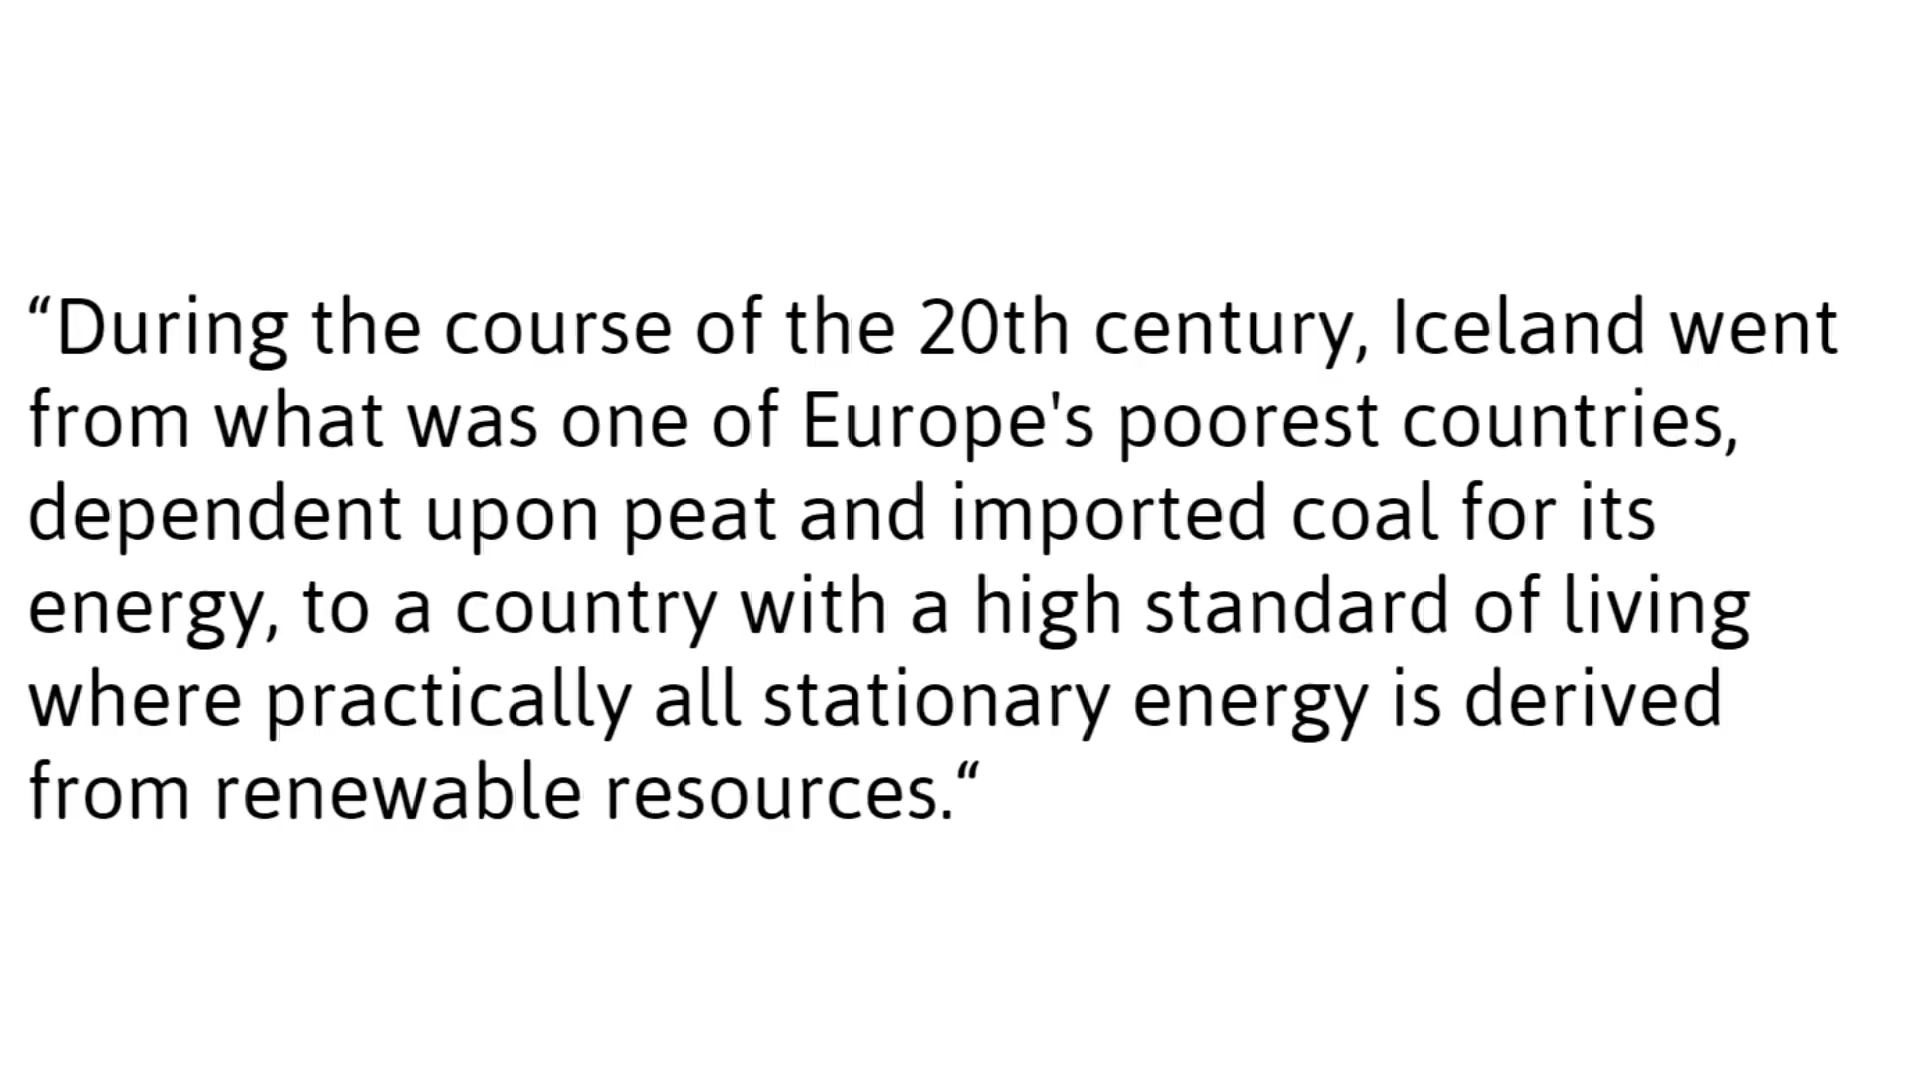 “During the course of the 20th century, Iceland went
from what was one of Europe's poorest countries,
dependent upon peat and imported coal for its
energy, to a country with a high standard of living
where practically all stationary energy is derived
from renewable resources.“